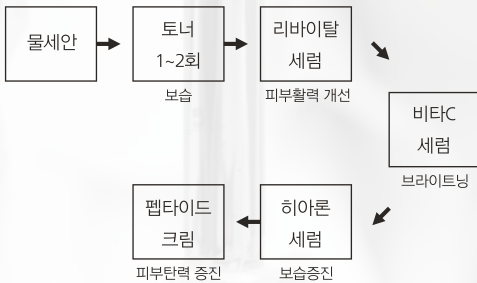 물세안
토너
1~2회
보습
리바이탈
세럼
피부활력 개선
비타C
세럼
브라이트닝
히아론
세럼
보습증진
펩타이드
크림
피부탄력 증진